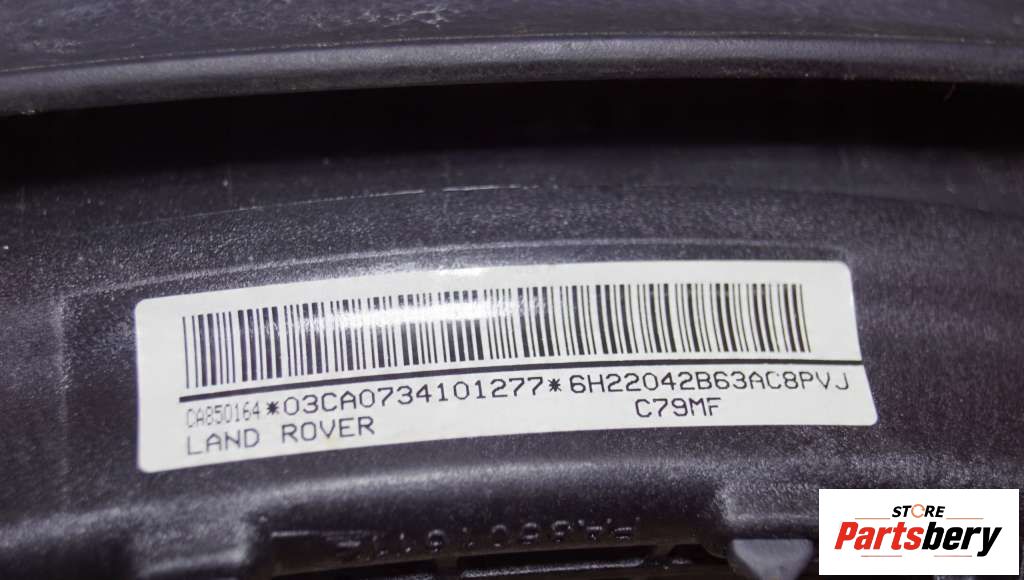 CA850164*03CA0734101277*6H22042B63AC8PVJ
LAND ROVER C79MF
STORE
Partsbery